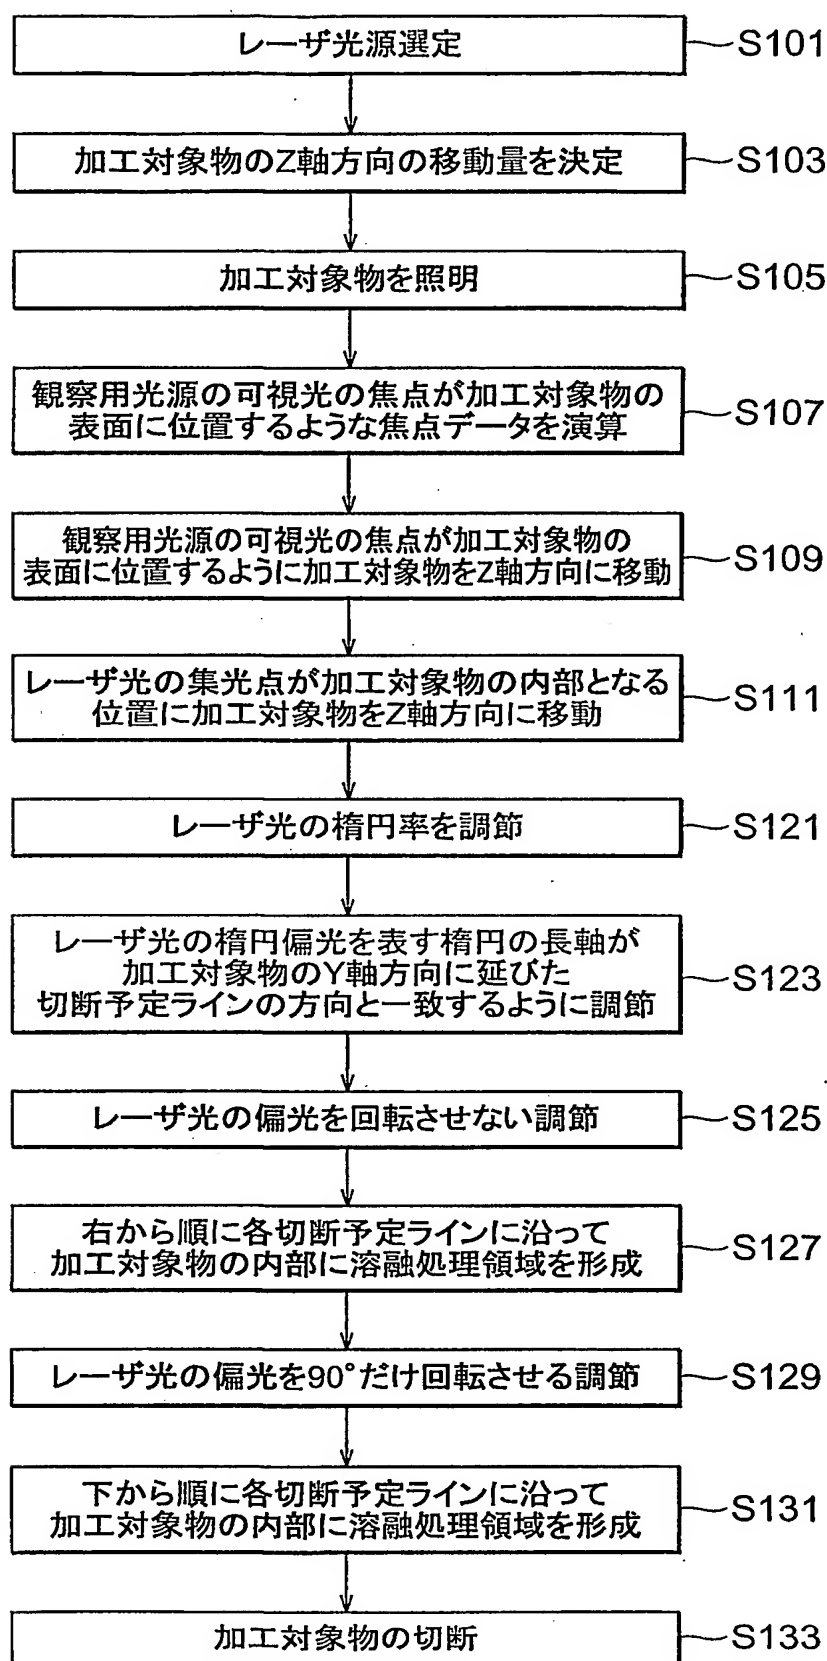 レーザ光源選定
S101
加工対象物のZ軸方向の移動量を決定
S103
加工対象物を照明
S105
観察用光源の可視光の焦点が加工対象物の
表面に位置するような焦点データを演算
S107
観察用光源の可視光の焦点が加工対象物の
表面に位置するように加工対象物をZ軸方向に移動
S109
レーザ光の集光点が加工対象物の内部となる
位置に加工対象物をZ軸方向に移動
S111
レーザ光の楕円率を調節
S121
レーザ光の楕円偏光を表す楕円の長軸が
加工対象物のY軸方向に延びた
切断予定ラインの方向と一致するように調節
S123
レーザ光の偏光を回転させない調節
S125
右から順に各切断予定ラインに沿って
加工対象物の内部に溶融処理領域を形成
S127
レーザ光の偏光を90°だけ回転させる調節
S129
下から順に各切断予定ラインに沿って
加工対象物の内部に溶融処理領域を形成
S131
加工対象物の切断
S133